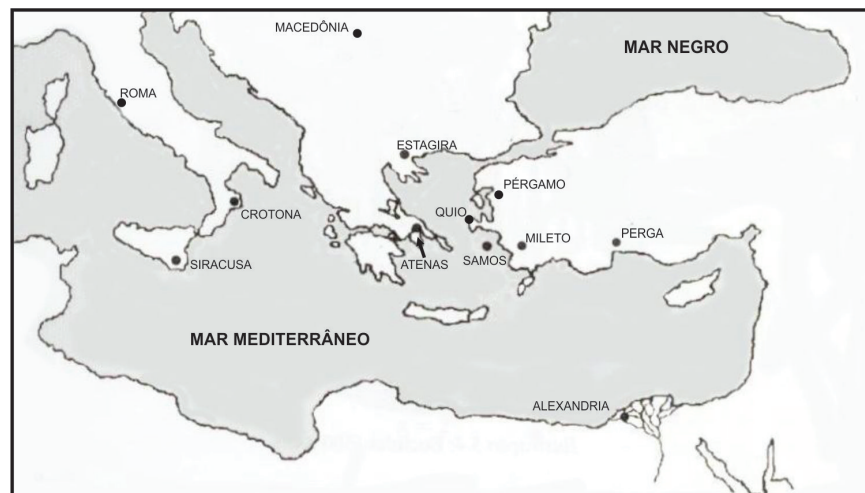 MACEDÔNIA
MAR NEGRO
ROMA
ESTAGIRA
PÉRGAMO
CROTONA
QUIO
MILETO
PERGA
SIRACUSA
ATENAS
SAMOS
MAR MEDITERRÂNEO
ALEXANDRIA